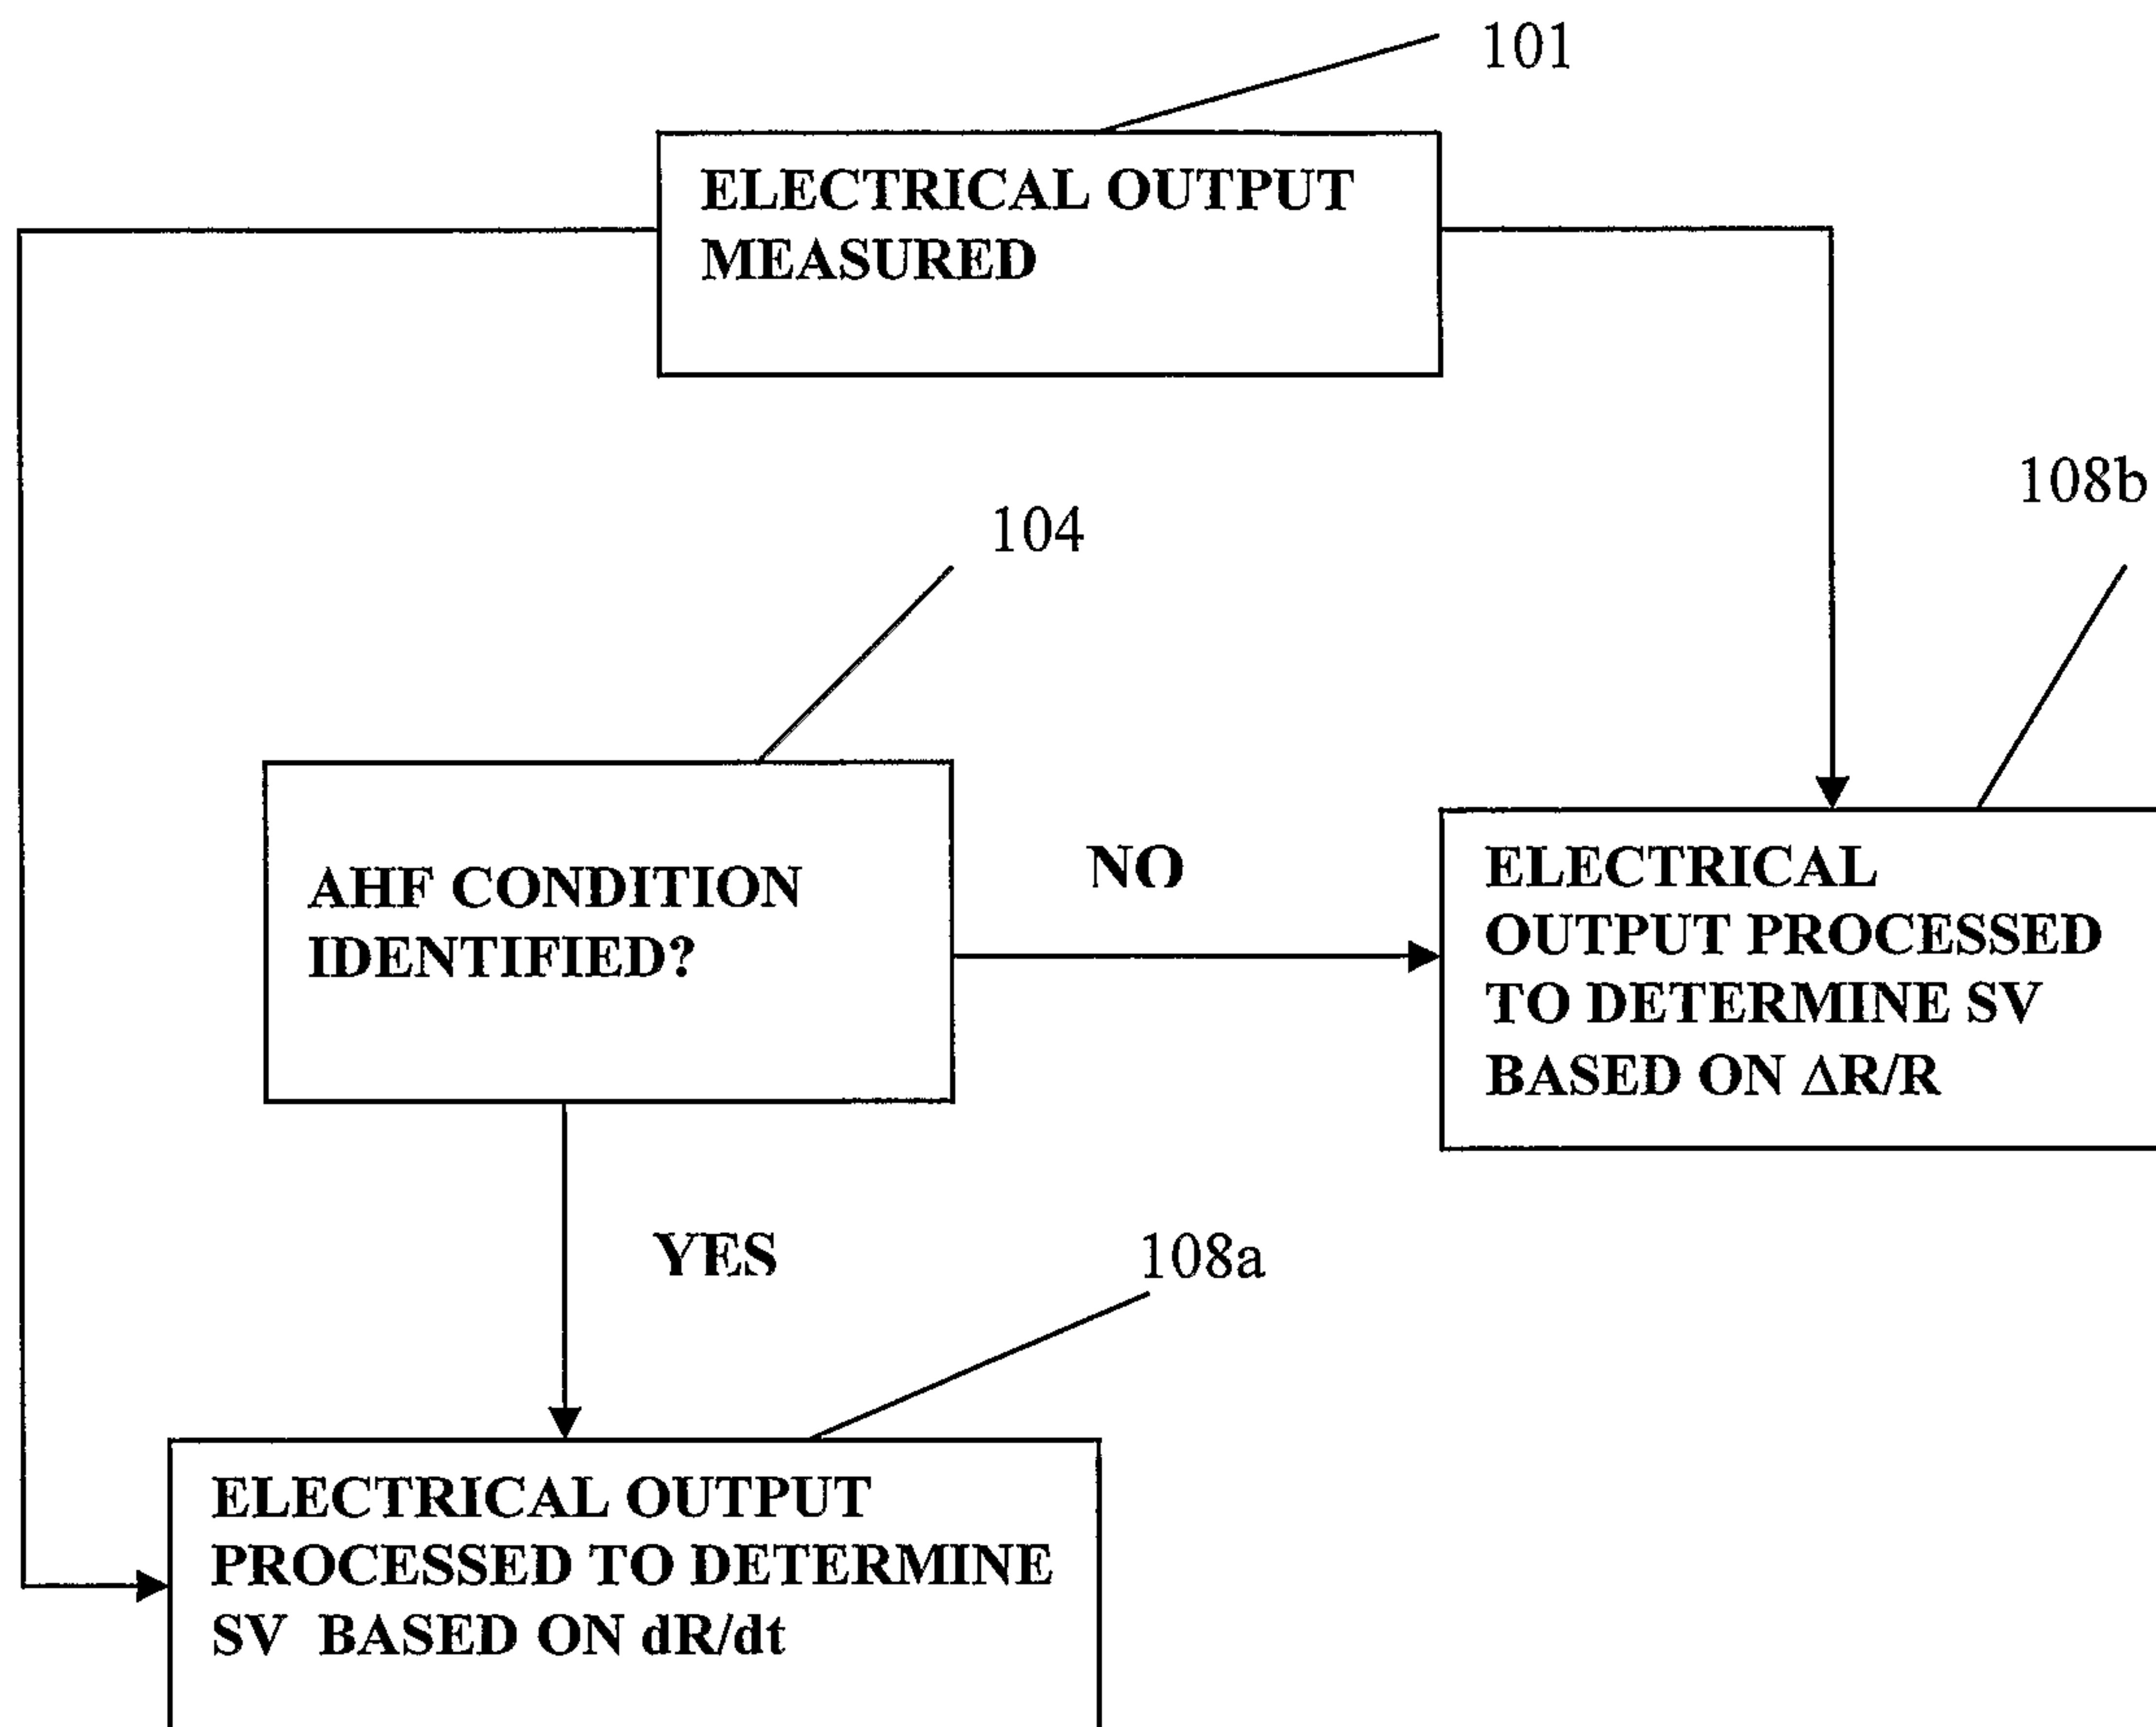 101
ELECTRICAL OUTPUT
MEASURED
108b
104
AHF CONDITION
IDENTIFIED?
NO
ELECTRICAL
OUTPUT PROCESSED
TO DETERMINE SV
BASED ON ΔR/R
YES
108a
ELECTRICAL OUTPUT
PROCESSED TO DETERMINE
SV BASED ON dR/dt